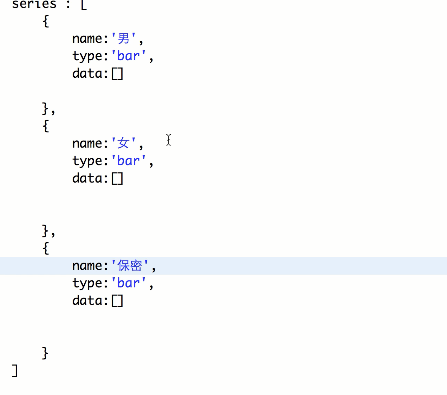 series : [
{
name:'男',
type:'bar',
data:[]
},
{
name:'女',
type:'bar',
data:[]
},
{
name:'保密',
type:'bar',
data:[]
}
]